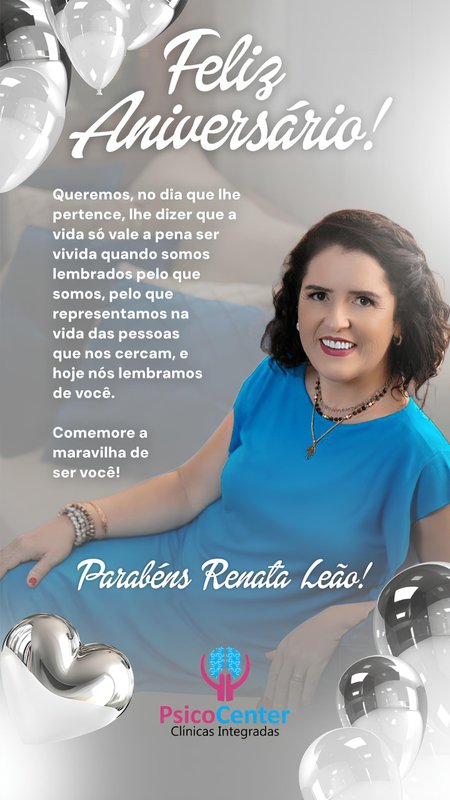 Feliz
Aniversário!
Queremos, no dia que lhe
pertence, lhe dizer que a
vida só vale a pena ser
vivida quando somos
lembrados pelo que
somos, pelo que
representamos na
vida das pessoas
que nos cercam, e
hoje nós lembramos
de você.
Comemore a
maravilha de
ser você!
Parabéns Renata Leão!
PsicoCenter
Clínicas Integradas